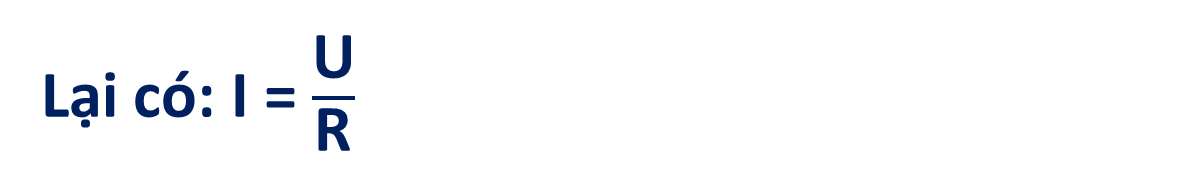 Lại có: I = U/R